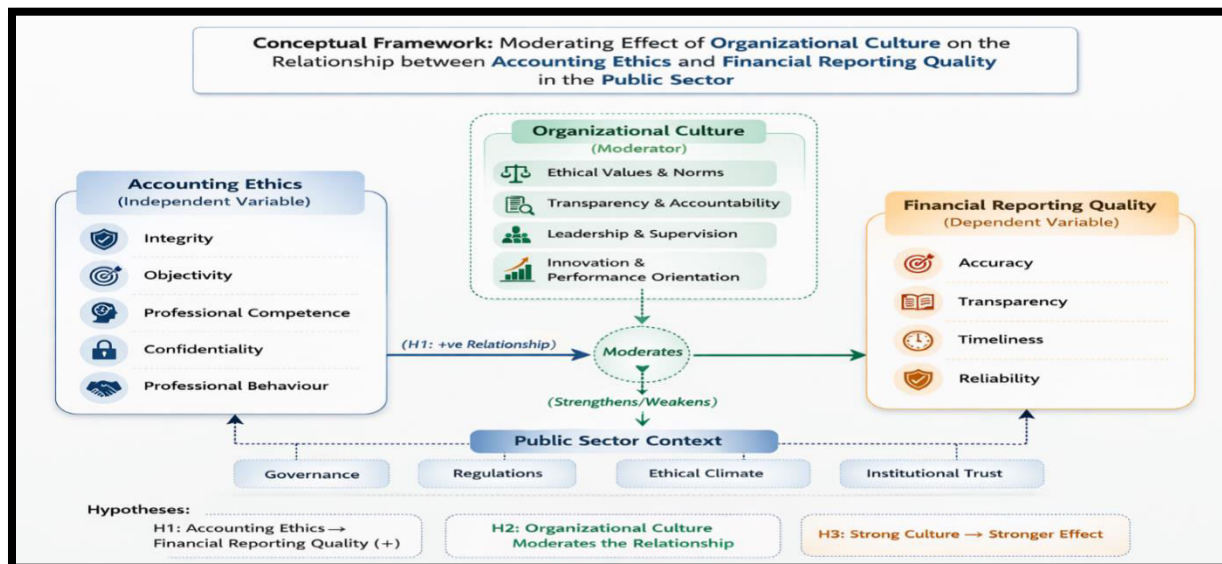 Conceptual Framework: Moderating Effect of Organizational Culture on the
Relationship between Accounting Ethics and Financial Reporting Quality
in the Public Sector
Organizational Culture
(Moderator)
Ethical Values & Norms
Transparency & Accountability
Leadership & Supervision
Innovation &
Performance Orientation
Accounting Ethics
(Independent Variable)
Integrity
Objectivity
Professional Competence
Confidentiality
Professional Behaviour
(H1: +ve Relationship)
Moderates
(Strengthens/Weakens)
Financial Reporting Quality
(Dependent Variable)
Accuracy
Transparency
Timeliness
Reliability
Public Sector Context
Governance
Regulations
Ethical Climate
Institutional Trust
Hypotheses:
H1: Accounting Ethics →
Financial Reporting Quality (+)
H2: Organizational Culture
Moderates the Relationship
H3: Strong Culture → Stronger Effect